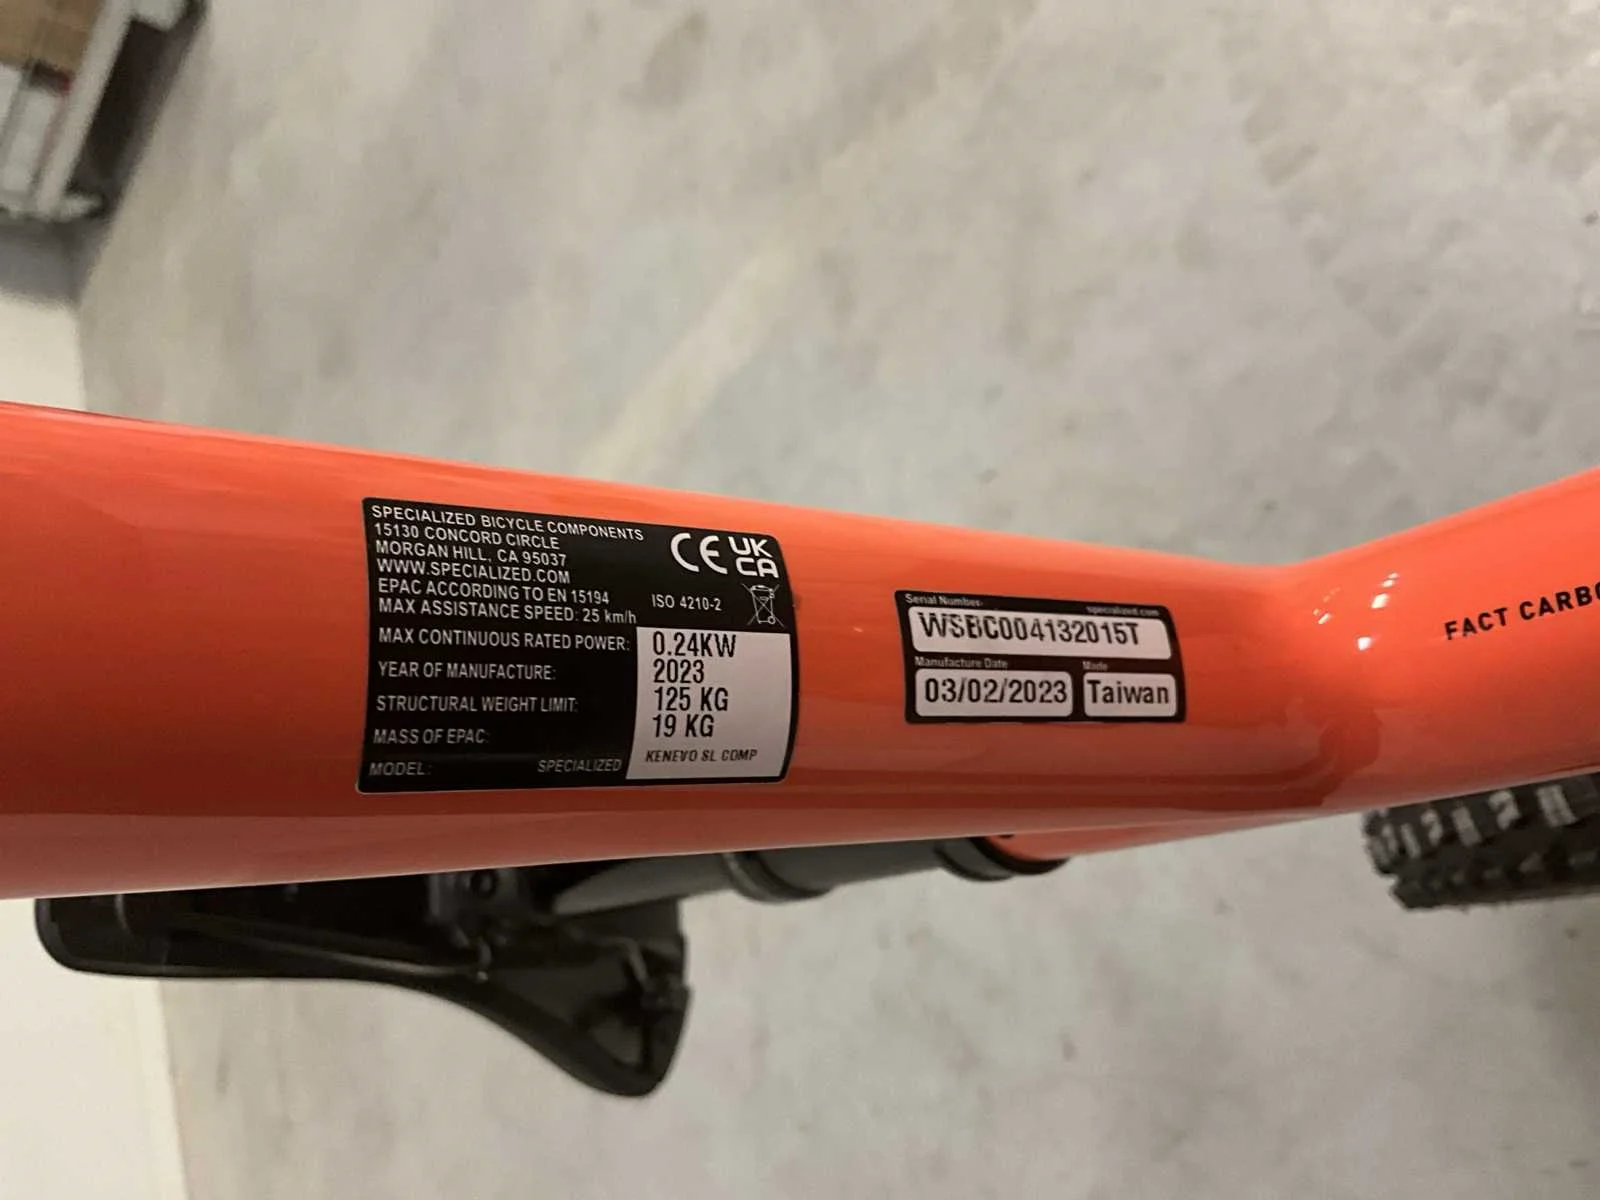 SPECIALIZED BICYCLE COMPONENTS
15130 CONCORD CIRCLE
MORGAN HILL, CA 95037
WWW.SPECIALIZED.COM
EPAC ACCORDING TO EN 15194
MAX ASSISTANCE SPEED: 25 km/h
CE UK CA
ISO 4210-2
MAX CONTINUOUS RATED POWER: 0.24KW
YEAR OF MANUFACTURE: 2023
STRUCTURAL WEIGHT LIMIT: 125 KG
MASS OF EPAC: 19 KG
MODEL: SPECIALIZED KENEVO SL COMP
Serial Number: specialized.com
WSBC004132015T
Manufacture Date Made
03/02/2023 Taiwan
FACT CARBO